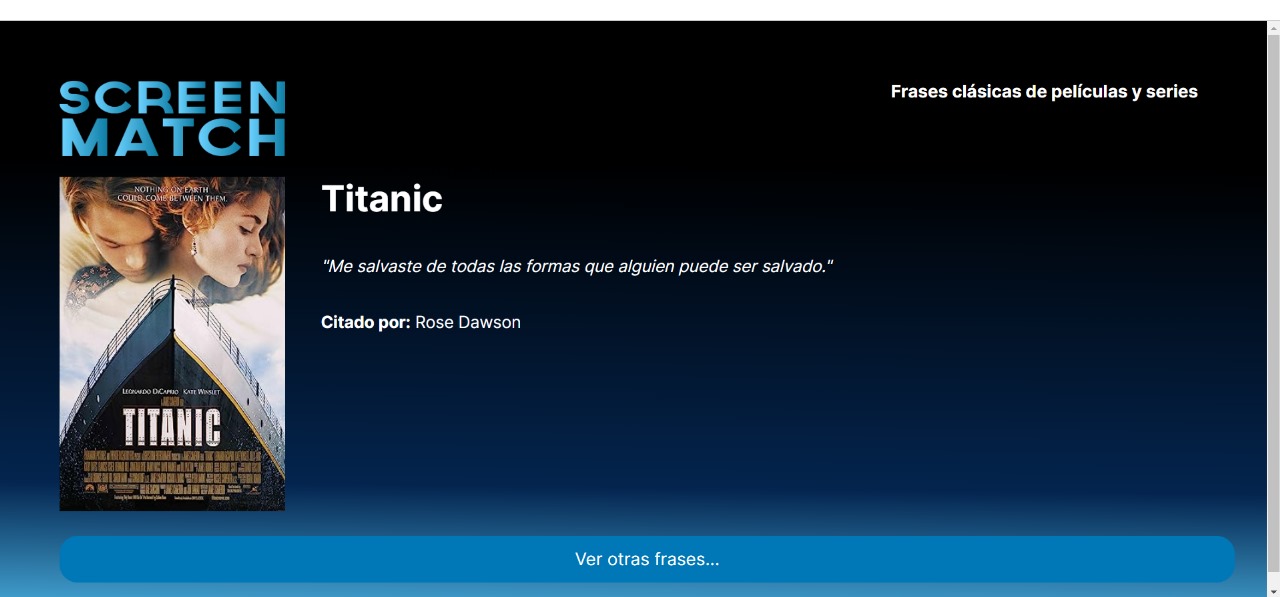 SCREEN
MATCH
Frases clásicas de películas y series
NOTHING ON EARTH
COULD COME BETWEEN THEM.
Titanic
"Me salvaste de todas las formas que alguien puede ser salvado."
Citado por: Rose Dawson
LEONARDO DICAPRIO KATE WINSLET
TITANIC
Ver otras frases...